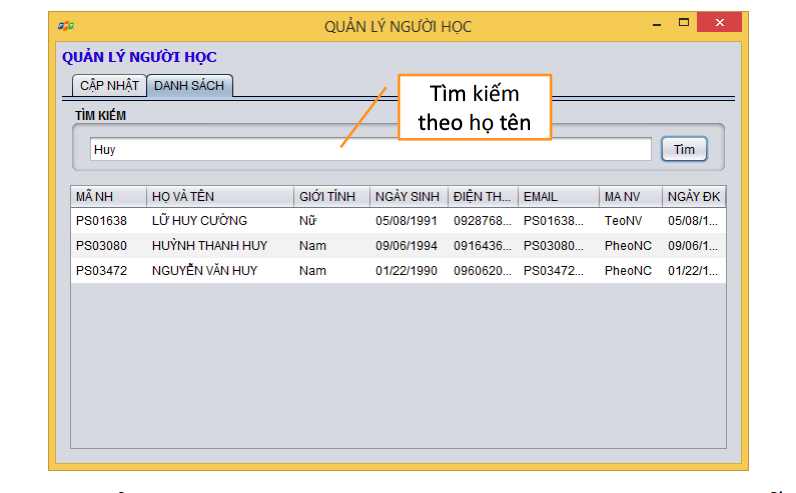 QUẢN LÝ NGƯỜI HỌC
QUẢN LÝ NGƯỜI HỌC
CẬP NHẬT DANH SÁCH
Tìm kiếm
theo họ tên
TÌM KIẾM
Huy Tìm
MÃ NH HỌ VÀ TÊN GIỚI TÍNH NGÀY SINH ĐIỆN TH... EMAIL MA NV NGÀY ĐK
PS01638 LỮ HUY CƯỜNG Nữ 05/08/1991 0928768... PS01638... TeoNV 05/08/1...
PS03080 HUỲNH THANH HUY Nam 09/06/1994 0916436... PS03080... PheoNC 09/06/1...
PS03472 NGUYỄN VĂN HUY Nam 01/22/1990 0960620... PS03472... PheoNC 01/22/1...